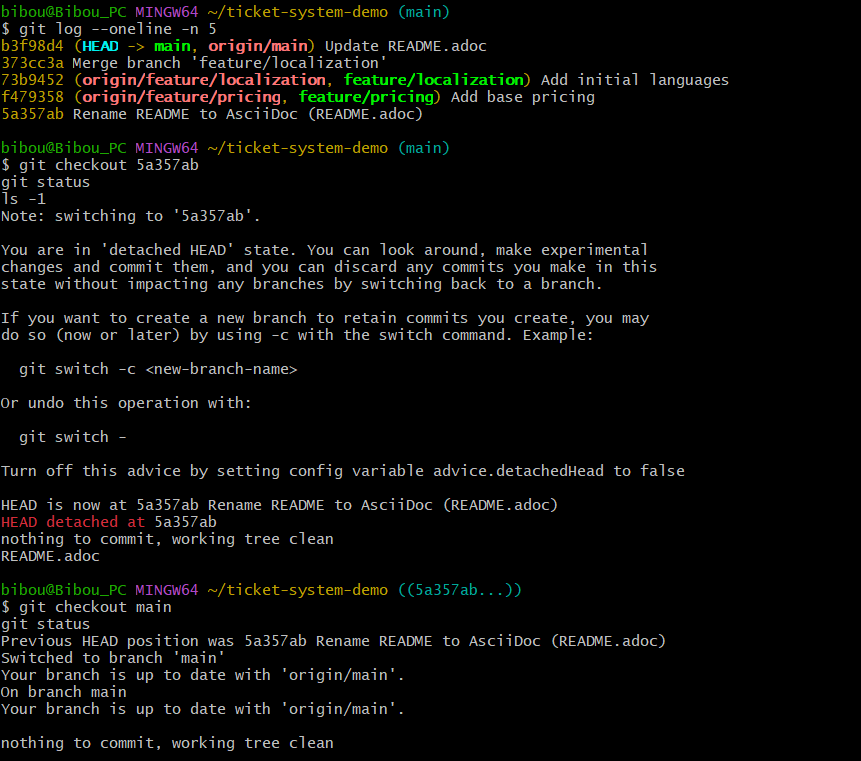 bibou@Bibou_PC MINGW64 ~/ticket-system-demo (main)
$ git log --oneline -n 5
b3f98d4 (HEAD -> main, origin/main) Update README.adoc
373cc3a Merge branch 'feature/localization'
73b9452 (origin/feature/localization, feature/localization) Add initial languages
f479358 (origin/feature/pricing, feature/pricing) Add base pricing
5a357ab Rename README to AsciiDoc (README.adoc)

bibou@Bibou_PC MINGW64 ~/ticket-system-demo (main)
$ git checkout 5a357ab
git status
ls -1
Note: switching to '5a357ab'.

You are in 'detached HEAD' state. You can look around, make experimental
changes and commit them, and you can discard any commits you make in this
state without impacting any branches by switching back to a branch.

If you want to create a new branch to retain commits you create, you may
do so (now or later) by using -c with the switch command. Example:

  git switch -c <new-branch-name>

Or undo this operation with:

  git switch -

Turn off this advice by setting config variable advice.detachedHead to false

HEAD is now at 5a357ab Rename README to AsciiDoc (README.adoc)
HEAD detached at 5a357ab
nothing to commit, working tree clean
README.adoc

bibou@Bibou_PC MINGW64 ~/ticket-system-demo ((5a357ab...))
$ git checkout main
git status
Previous HEAD position was 5a357ab Rename README to AsciiDoc (README.adoc)
Switched to branch 'main'
Your branch is up to date with 'origin/main'.
On branch main
Your branch is up to date with 'origin/main'.

nothing to commit, working tree clean